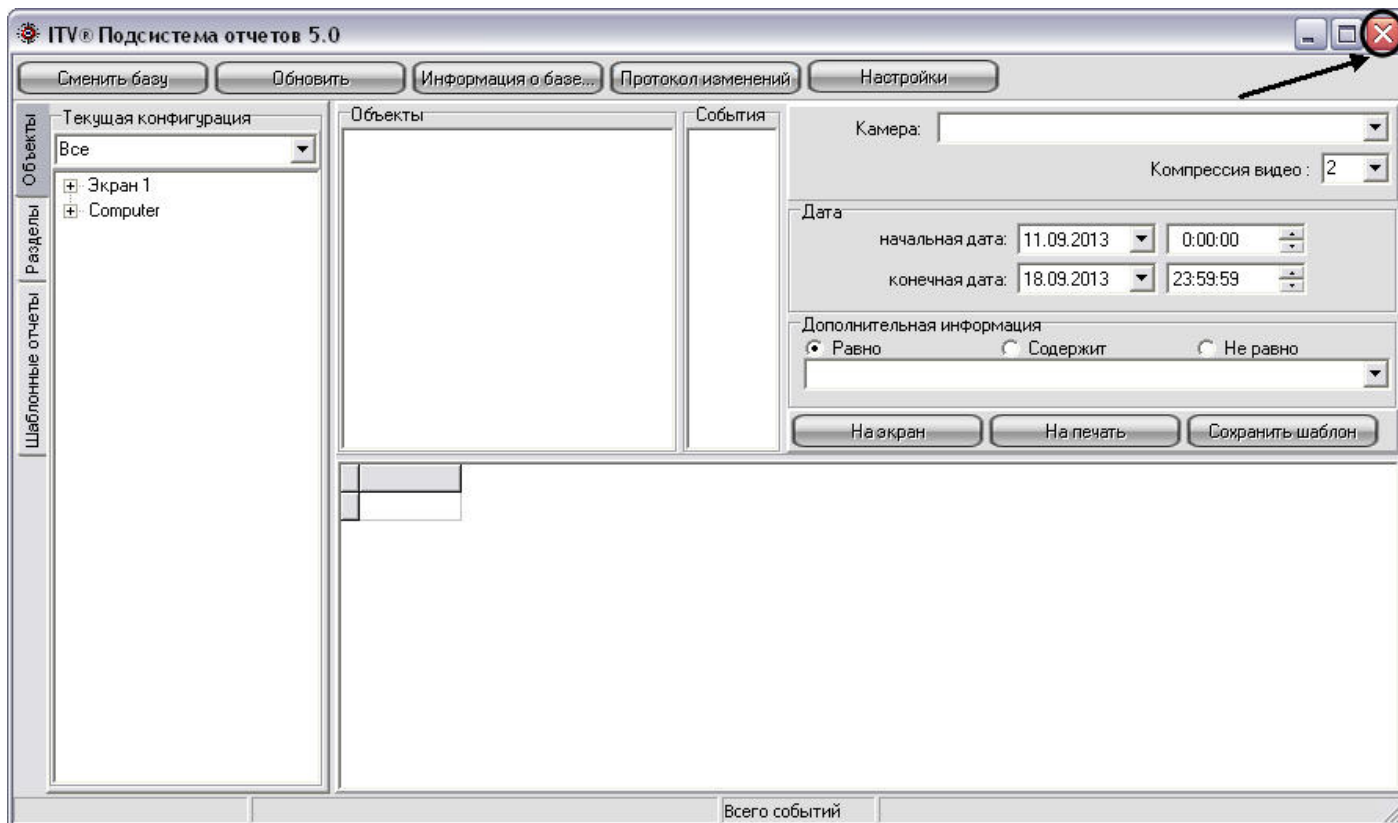 ITV® Подсистема отчетов 5.0
Сменить базу
Обновить
Информация о базе...
Протокол изменений
Настройки
Объекты
Разделы
Шаблонные отчеты
Текущая конфигурация
Все
Экран 1
Computer
Объекты
События
Камера:
Компрессия видео : 2
Дата
начальная дата: 11.09.2013 0:00:00
конечная дата: 18.09.2013 23:59:59
Дополнительная информация
Равно Содержит Не равно
На экран
На печать
Сохранить шаблон
Всего событий